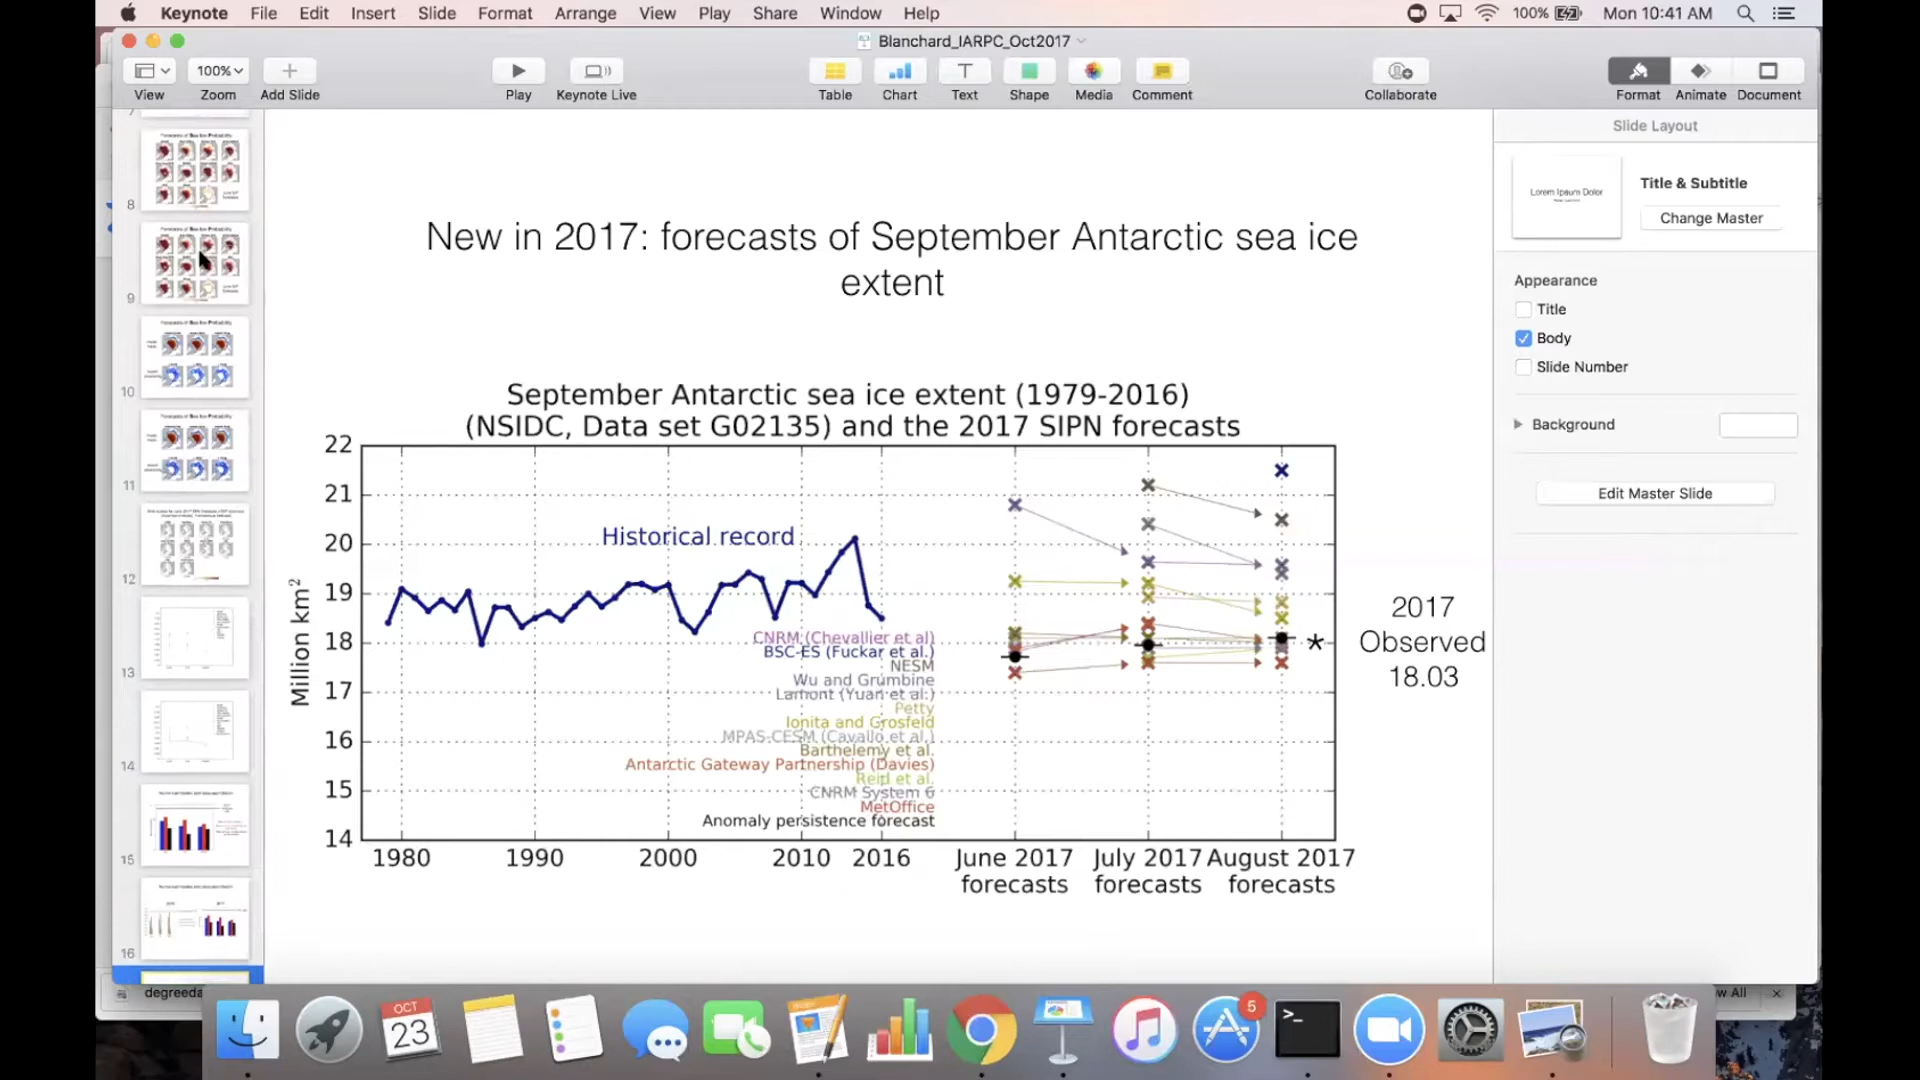 Keynote File Edit Insert Slide Format Arrange View Play Share Window Help 100% Mon 10:41 AM
Blanchard_IARPC_Oct2017
100%
View Zoom Add Slide Play Keynote Live Table Chart Text Shape Media Comment Collaborate Format Animate Document
Slide Layout
Lorem Ipsum Dolor
Title & Subtitle
Change Master
Appearance
Title
Body
Slide Number
Background
Edit Master Slide
7
8
9
10
11
12
13
14
15
16
New in 2017: forecasts of September Antarctic sea ice
extent
September Antarctic sea ice extent (1979-2016)
(NSIDC, Data set G02135) and the 2017 SIPN forecasts
Million km²
22
21
20
19
18
17
16
15
14
Historical record
CNRM (Chevallier et al)
BSC-ES (Fuckar et al.)
NESM
Wu and Grumbine
Lamont (Yuan et al.)
Petty
Ionita and Grosfeld
MPAS-CESM (Cavallo et al.)
Barthelemy et al.
Antarctic Gateway Partnership (Davies)
Reid et al.
CNRM System 6
MetOffice
Anomaly persistence forecast
1980 1990 2000 2010 2016 June 2017 July 2017 August 2017
forecasts forecasts forecasts
*
2017
Observed
18.03
degreeda
w All
OCT
23
5
>_